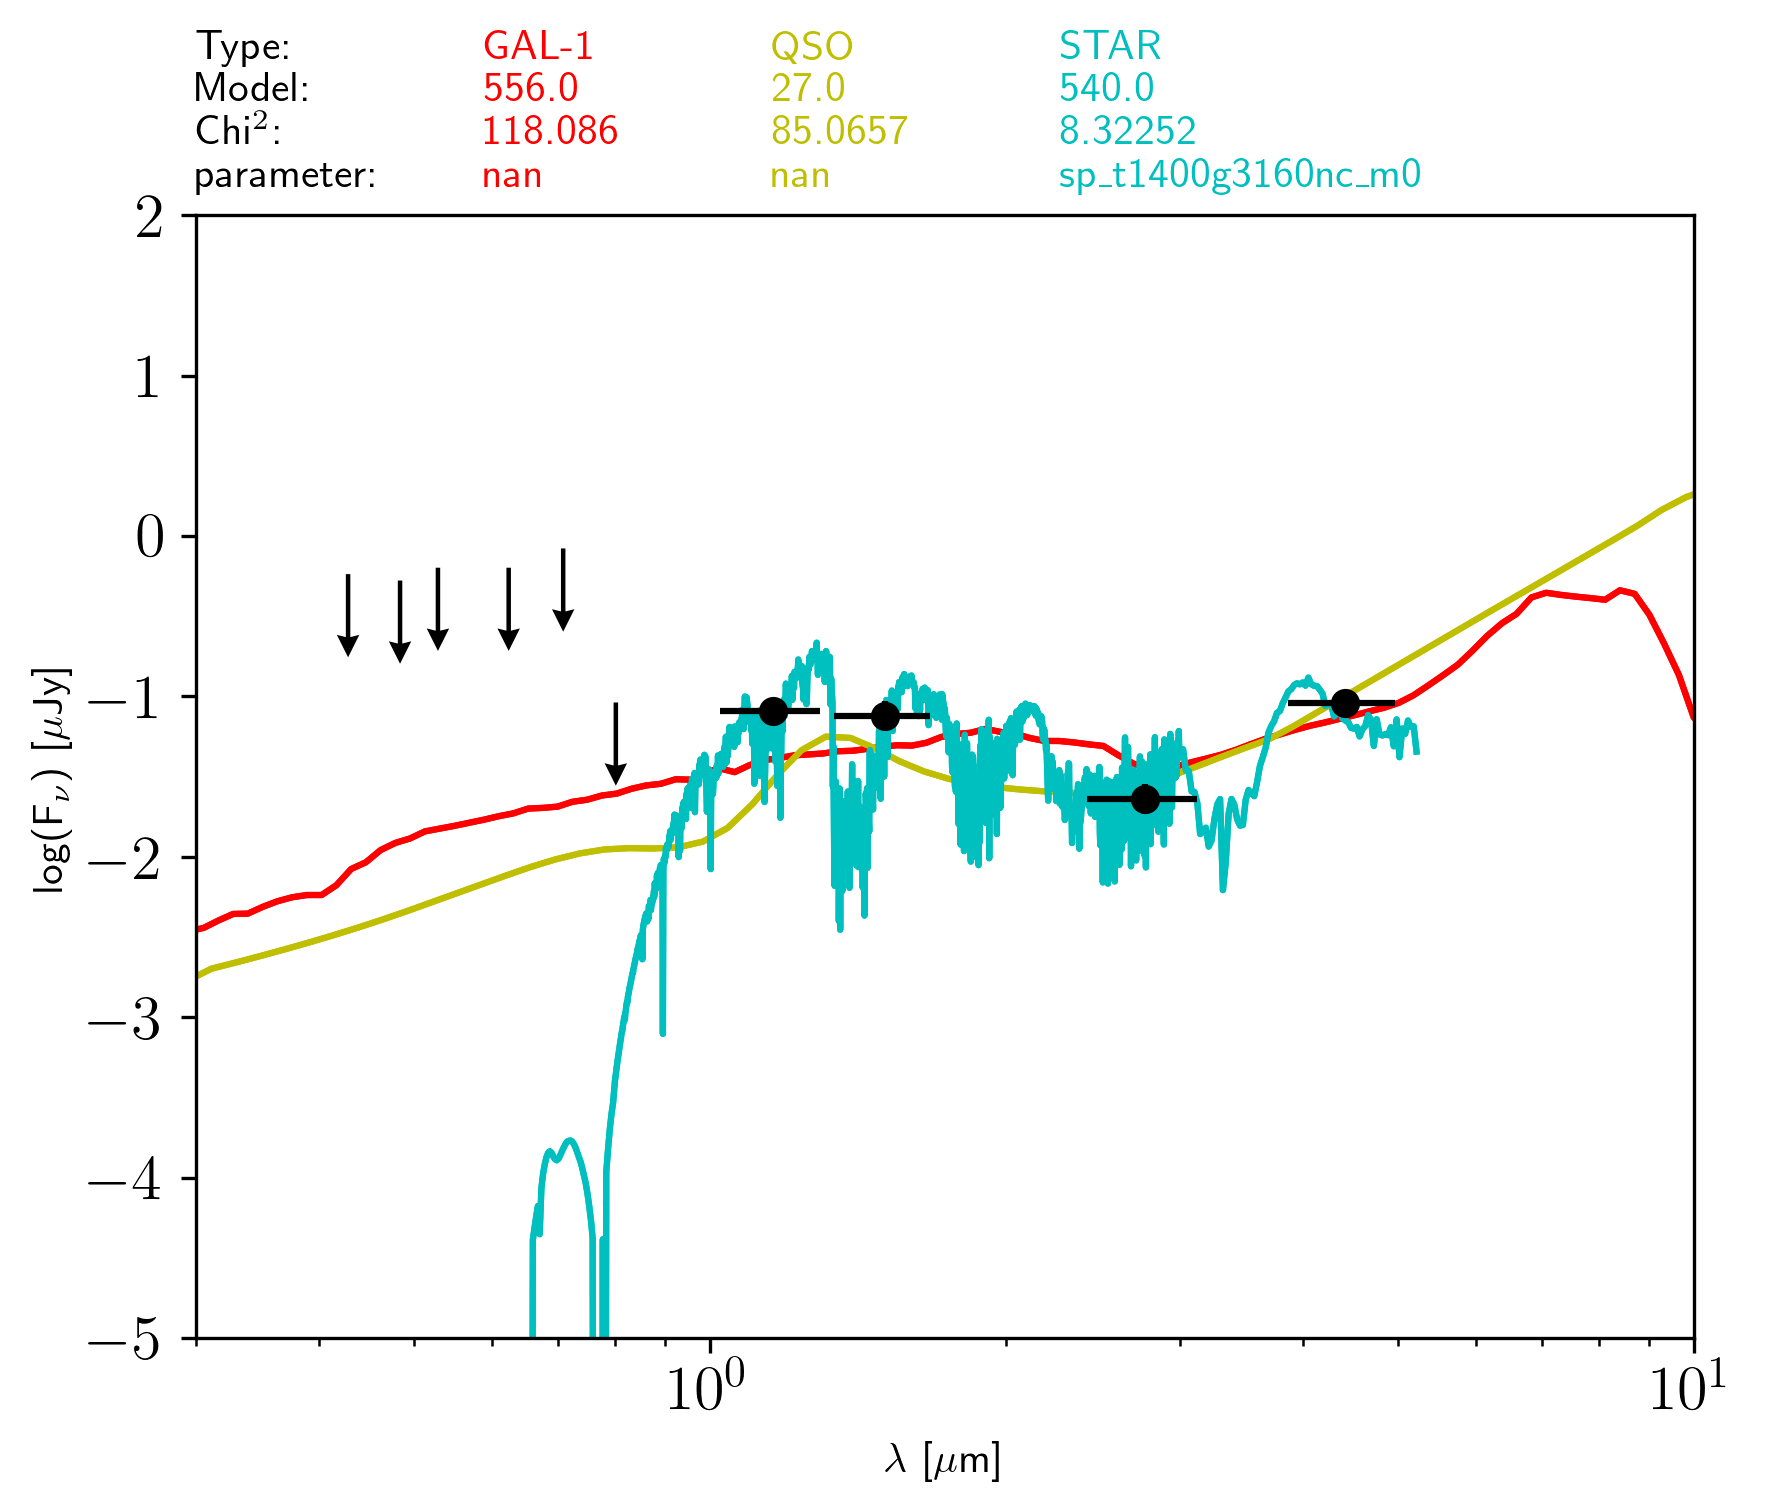 Type: GAL-1 QSO STAR
Model: 556.0 27.0 540.0
Chi²: 118.086 85.0657 8.32252
parameter: nan nan sp_t1400g3160nc_m0
2
1
0
−1
−2
−3
−4
−5
log(Fν) [μJy]
10⁰ 10¹
λ [μm]